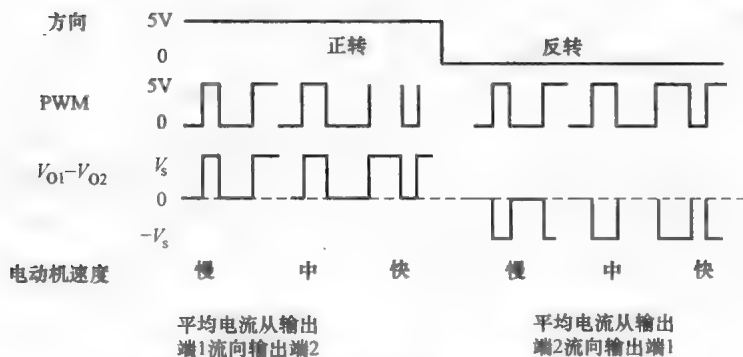 方向 5V
0
正转 反转
PWM 5V
0
V_O1–V_O2 V_s
0
–V_s
电动机速度 慢 中 快 慢 中 快
平均电流从输出
端1流向输出端2
平均电流从输出
端2流向输出端1